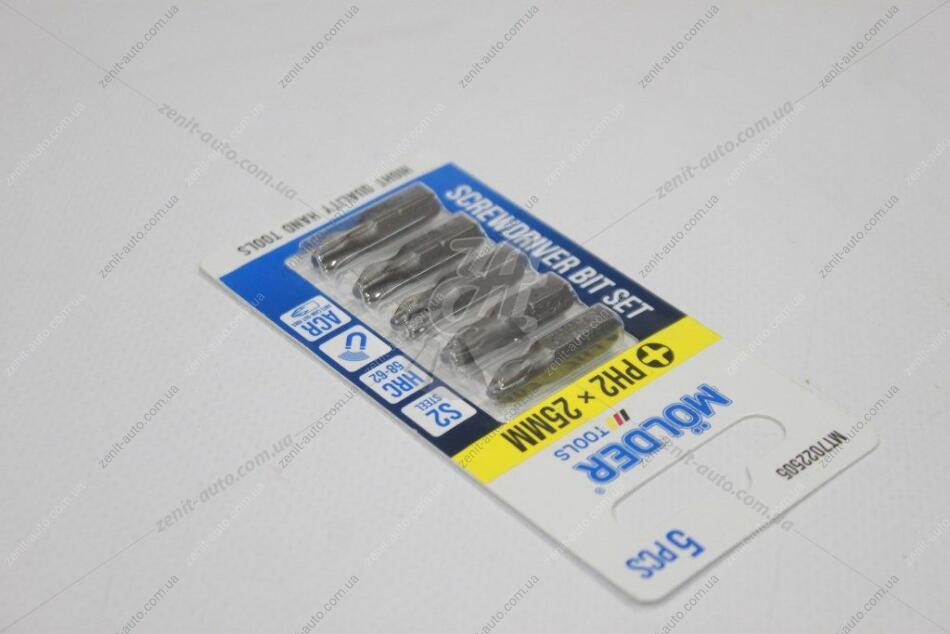 5 PCS
MT7022505
MÖLDER®
TOOLS
PH2 × 25MM
SCREWDRIVER BIT SET
S2
STEEL
HRC
58-62
ACR
HIGHT QUALITY HAND TOOLS
zenit-auto.com.ua